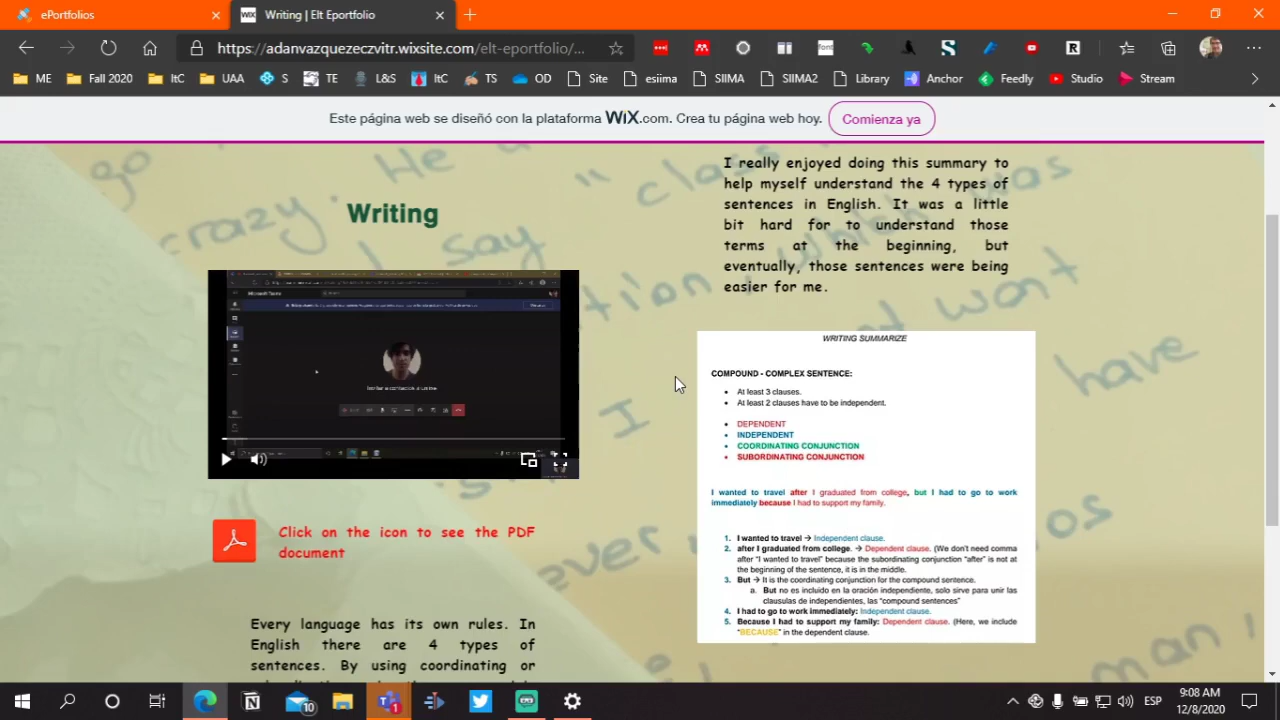 ePortfolios
Writing | Elt Eportfolio
https://adanvazquezeczvitr.wixsite.com/elt-eportfolio/...
ME
Fall 2020
ItC
UAA
S
TE
L&S
ItC
TS
OD
Site
esiima
SIIMA
SIIMA2
Library
Anchor
Feedly
Studio
Stream
Este página web se diseñó con la plataforma WiX.com. Crea tu página web hoy.
Comienza ya
Writing
Click on the icon to see the PDF
document
Every language has its own rules. In
English there are 4 types of
sentences. By using coordinating or
I really enjoyed doing this summary to
help myself understand the 4 types of
sentences in English. It was a little
bit hard for to understand those
terms at the beginning, but
eventually, those sentences were being
easier for me.
WRITING SUMMARIZE
COMPOUND - COMPLEX SENTENCE:
• At least 3 clauses.
• At least 2 clauses have to be independent.
• DEPENDENT
• INDEPENDENT
• COORDINATING CONJUNCTION
• SUBORDINATING CONJUNCTION
I wanted to travel after I graduated from college, but I had to go to work
immediately because I had to support my family.
1. I wanted to travel → Independent clause.
2. after I graduated from college. → Dependent clause. (We don't need comma
after "I wanted to travel" because the subordinating conjunction "after" is not at
the beginning of the sentence, it is in the middle.
3. But → It is the coordinating conjunction for the compound sentence.
a. But no es incluido en la oración independiente, solo sirve para unir las
clausulas de independientes, las "compound sentences"
4. I had to go to work immediately: Independent clause.
5. Because I had to support my family: Dependent clause. (Here, we include
"BECAUSE" in the dependent clause.
go
crazy. He
I say
"class
which was
want
I
have
man
10
1
ESP
9:08 AM
12/8/2020